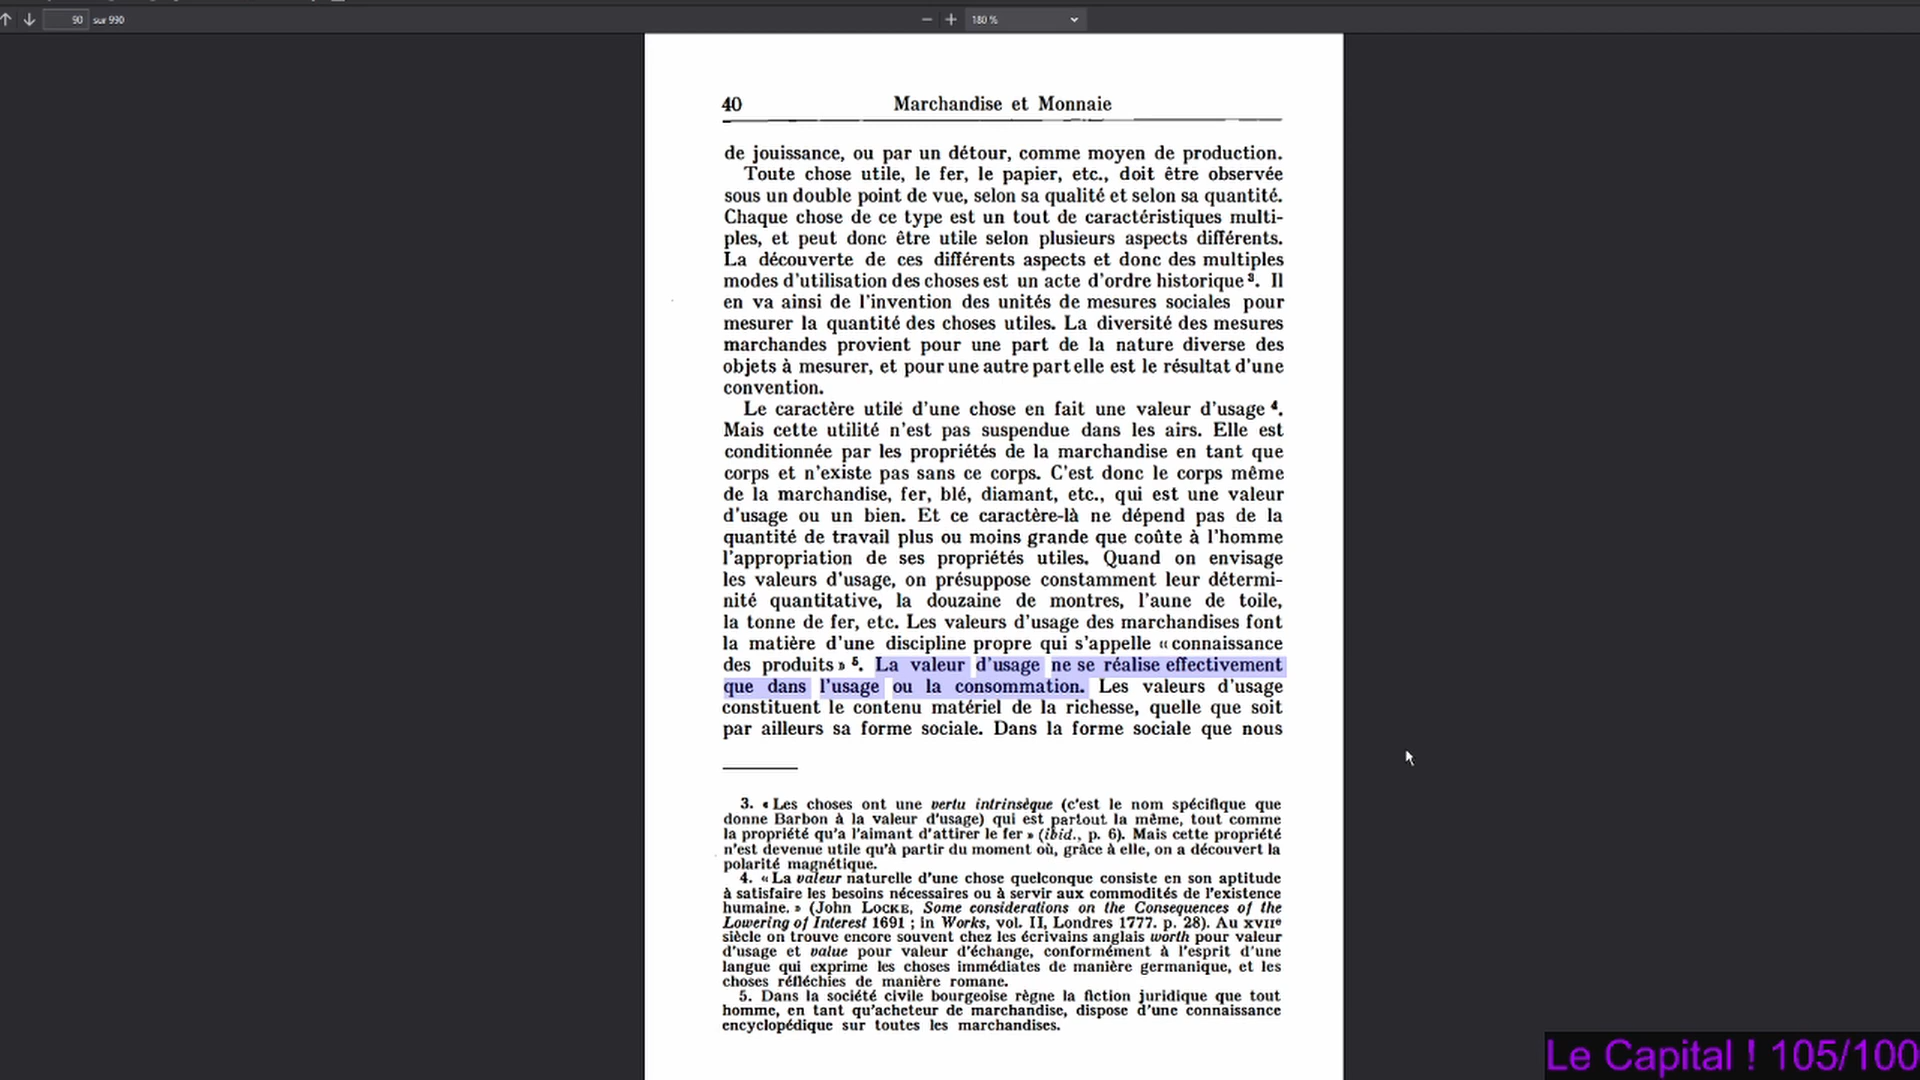 90 sur 990
180 %
40 Marchandise et Monnaie
de jouissance, ou par un détour, comme moyen de production.
Toute chose utile, le fer, le papier, etc., doit être observée
sous un double point de vue, selon sa qualité et selon sa quantité.
Chaque chose de ce type est un tout de caractéristiques multi-
ples, et peut donc être utile selon plusieurs aspects différents.
La découverte de ces différents aspects et donc des multiples
modes d'utilisation des choses est un acte d'ordre historique ³. Il
en va ainsi de l'invention des unités de mesures sociales pour
mesurer la quantité des choses utiles. La diversité des mesures
marchandes provient pour une part de la nature diverse des
objets à mesurer, et pour une autre part elle est le résultat d'une
convention.
Le caractère utile d'une chose en fait une valeur d'usage ⁴.
Mais cette utilité n'est pas suspendue dans les airs. Elle est
conditionnée par les propriétés de la marchandise en tant que
corps et n'existe pas sans ce corps. C'est donc le corps même
de la marchandise, fer, blé, diamant, etc., qui est une valeur
d'usage ou un bien. Et ce caractère-là ne dépend pas de la
quantité de travail plus ou moins grande que coûte à l'homme
l'appropriation de ses propriétés utiles. Quand on envisage
les valeurs d'usage, on présuppose constamment leur détermi-
nité quantitative, la douzaine de montres, l'aune de toile,
la tonne de fer, etc. Les valeurs d'usage des marchandises font
la matière d'une discipline propre qui s'appelle « connaissance
des produits » ⁵. La valeur d'usage ne se réalise effectivement
que dans l'usage ou la consommation. Les valeurs d'usage
constituent le contenu matériel de la richesse, quelle que soit
par ailleurs sa forme sociale. Dans la forme sociale que nous
3. « Les choses ont une vertu intrinsèque (c'est le nom spécifique que
donne Barbon à la valeur d'usage) qui est partout la même, tout comme
la propriété qu'a l'aimant d'attirer le fer » (ibid., p. 6). Mais cette propriété
n'est devenue utile qu'à partir du moment où, grâce à elle, on a découvert la
polarité magnétique.
4. « La valeur naturelle d'une chose quelconque consiste en son aptitude
à satisfaire les besoins nécessaires ou à servir aux commodités de l'existence
humaine. » (John LOCKE, Some considerations on the Consequences of the
Lowering of Interest 1691 ; in Works, vol. II, Londres 1777. p. 28). Au XVIIᵉ
siècle on trouve encore souvent chez les écrivains anglais worth pour valeur
d'usage et value pour valeur d'échange, conformément à l'esprit d'une
langue qui exprime les choses immédiates de manière germanique, et les
choses réfléchies de manière romane.
5. Dans la société civile bourgeoise règne la fiction juridique que tout
homme, en tant qu'acheteur de marchandise, dispose d'une connaissance
encyclopédique sur toutes les marchandises.
Le Capital ! 105/100